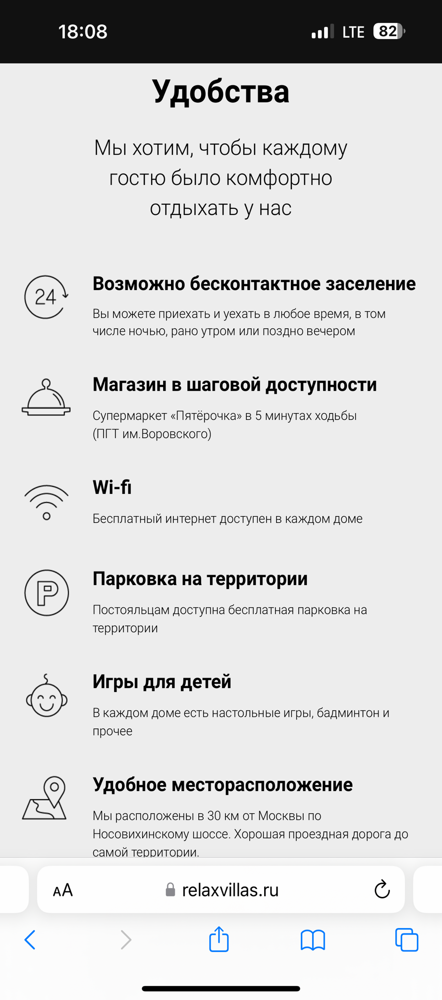 18:08
LTE
82
Удобства
Мы хотим, чтобы каждому
гостю было комфортно
отдыхать у нас
24
Возможно бесконтактное заселение
Вы можете приехать и уехать в любое время, в том
числе ночью, рано утром или поздно вечером
Магазин в шаговой доступности
Супермаркет «Пятёрочка» в 5 минутах ходьбы
(ПГТ им.Воровского)
Wi-fi
Бесплатный интернет доступен в каждом доме
P
Парковка на территории
Постояльцам доступна бесплатная парковка на
территории
Игры для детей
В каждом доме есть настольные игры, бадминтон и
прочее
Удобное месторасположение
Мы расположены в 30 км от Москвы по
Носовихинскому шоссе. Хорошая проездная дорога до
самой территории.
AA
relaxvillas.ru